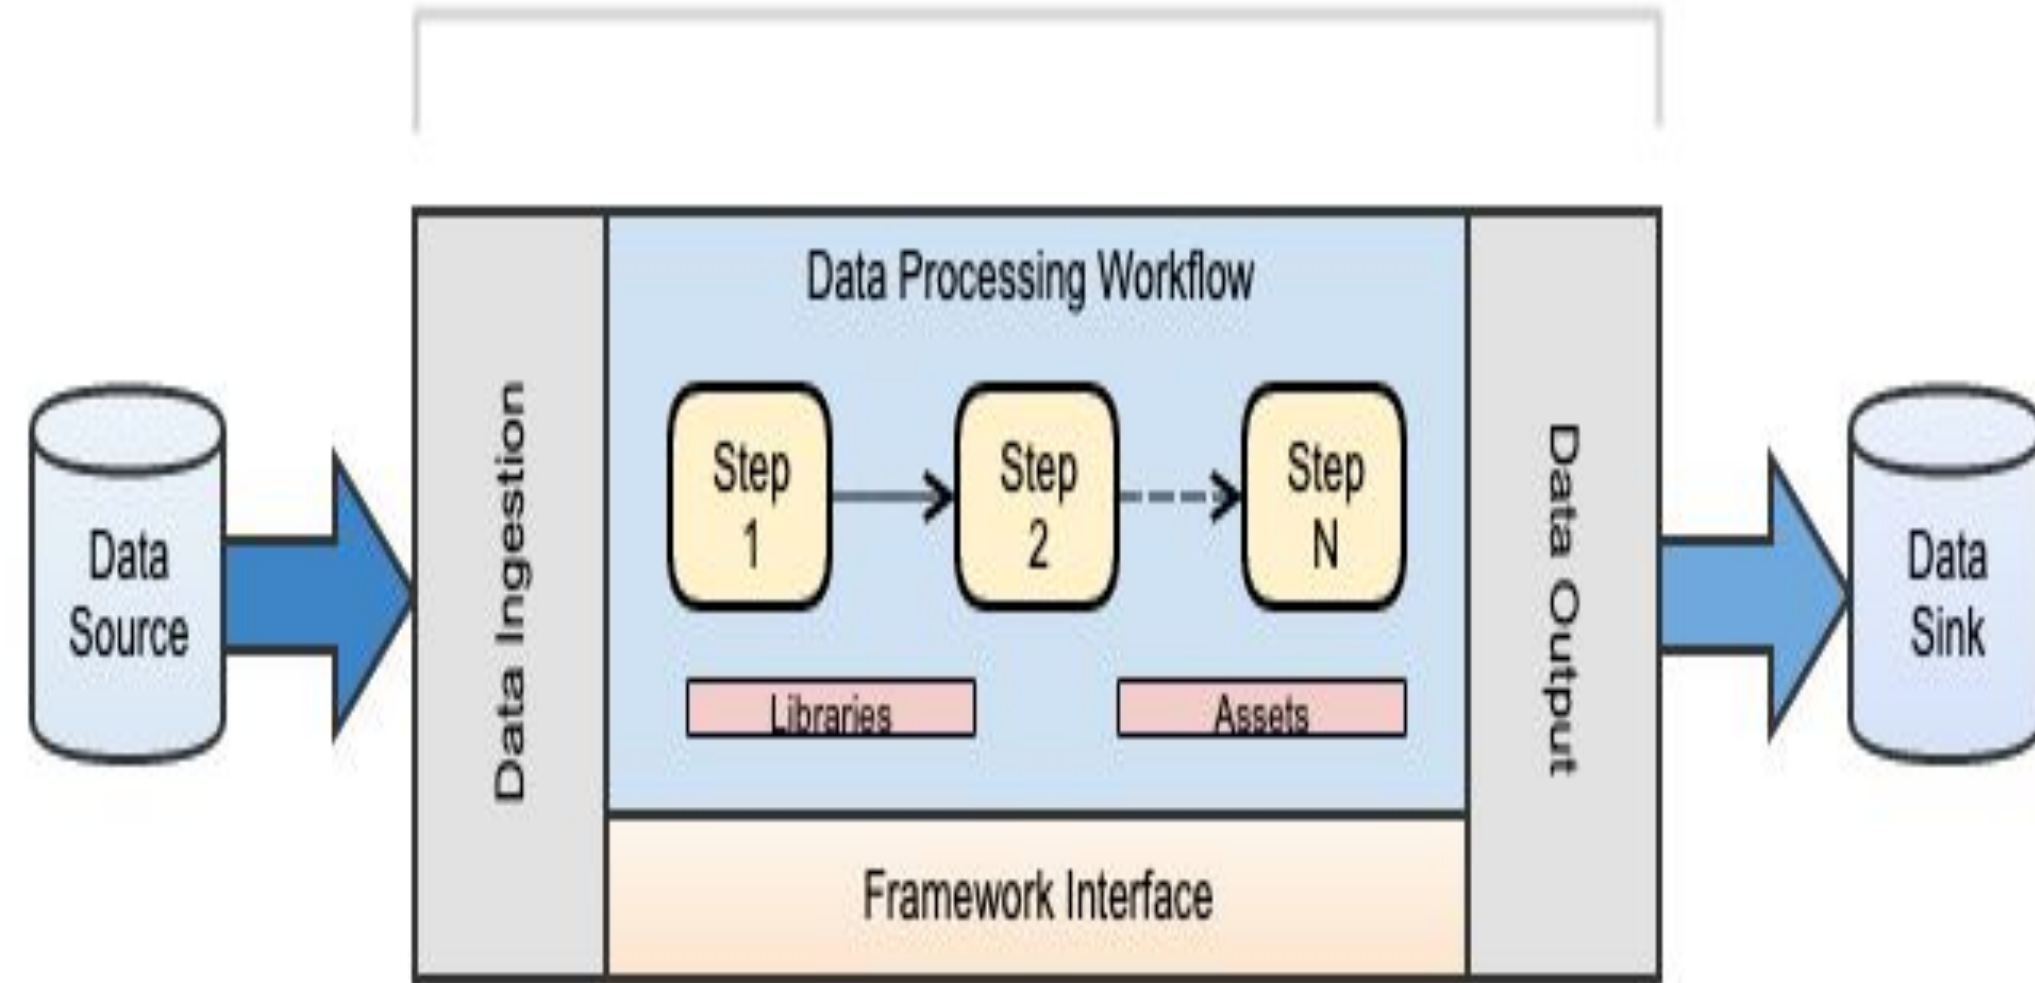 Data Processing Workflow
Data
Source
Data Ingestion
Step
1
Step
2
Step
N
Libraries
Assets
Data Output
Data
Sink
Framework Interface